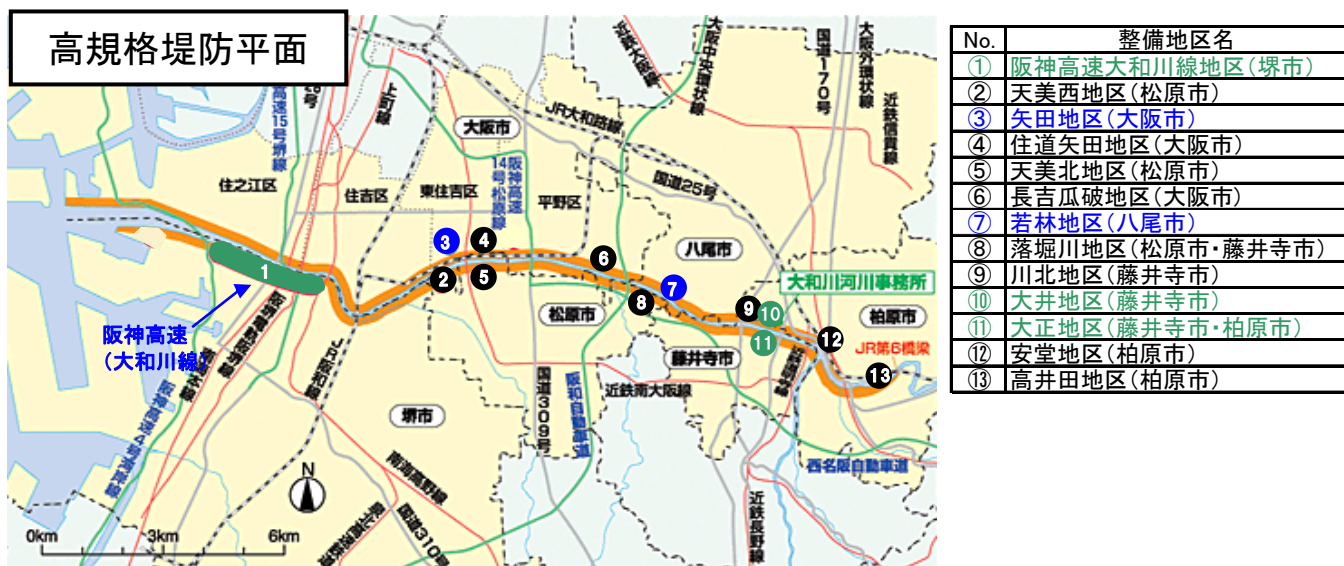 高規格堤防平面
No. 整備地区名
① 阪神高速大和川線地区(堺市)
② 天美西地区(松原市)
③ 矢田地区(大阪市)
④ 住道矢田地区(大阪市)
⑤ 天美北地区(松原市)
⑥ 長吉瓜破地区(大阪市)
⑦ 若林地区(八尾市)
⑧ 落堀川地区(松原市・藤井寺市)
⑨ 川北地区(藤井寺市)
⑩ 大井地区(藤井寺市)
⑪ 大正地区(藤井寺市・柏原市)
⑫ 安堂地区(柏原市)
⑬ 高井田地区(柏原市)
高速15号堺線
上町線
大阪市
JR大和路線
大阪中央環状線
国道170号
大阪外環状線
近鉄信貴線
住之江区
住吉区
東住吉区
阪神高速
14号松原線
平野区
国道25号
八尾市
大和川河川事務所
柏原市
JR第6橋梁
1
3
4
2
5
6
7
8
9
10
11
12
13
阪神高速
(大和川線)
松原市
藤井寺市
JR阪和線
近鉄南大阪線
国道309号
阪和自動車道
堺市
阪神高速4号湾岸線
南海高野線
国道310号
西名阪自動車道
近鉄長野線
N
0km
3km
6km